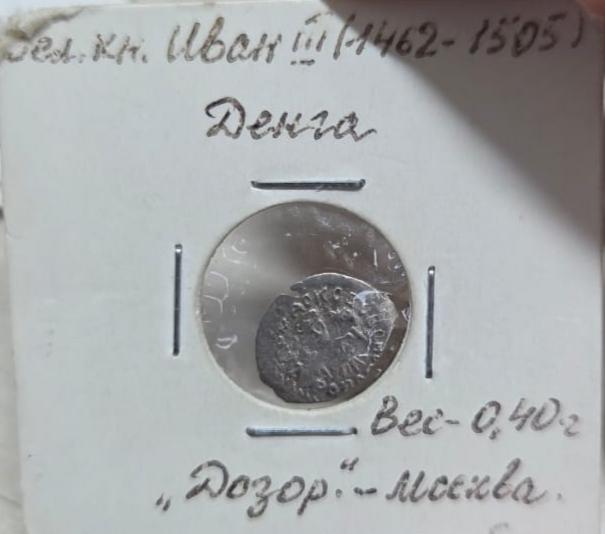 Вел. кн. Иван III (-1462-1505)
Денга
Вес-0,40г
„Дозор."-Москва.